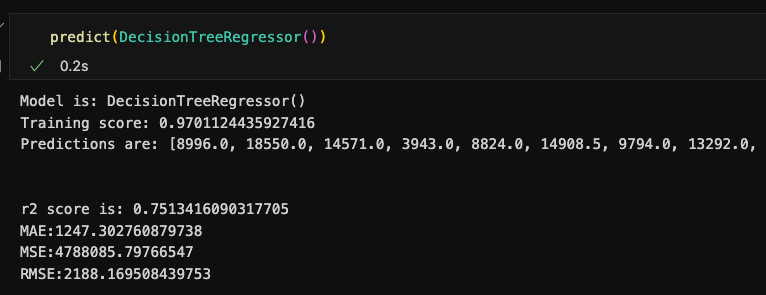 predict(DecisionTreeRegressor())
0.2s
Model is: DecisionTreeRegressor()
Training score: 0.9701124435927416
Predictions are: [8996.0, 18550.0, 14571.0, 3943.0, 8824.0, 14908.5, 9794.0, 13292.0,
r2 score is: 0.7513416090317705
MAE:1247.302760879738
MSE:4788085.79766547
RMSE:2188.169508439753